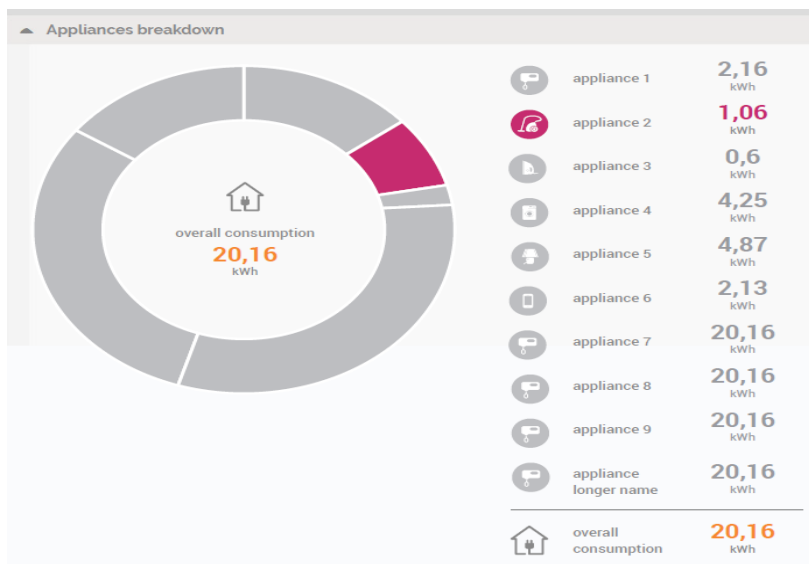 Appliances breakdown
overall consumption
20,16
kWh
appliance 1
2,16
kWh
appliance 2
1,06
kWh
appliance 3
0,6
kWh
appliance 4
4,25
kWh
appliance 5
4,87
kWh
appliance 6
2,13
kWh
appliance 7
20,16
kWh
appliance 8
20,16
kWh
appliance 9
20,16
kWh
appliance
longer name
20,16
kWh
overall
consumption
20,16
kWh